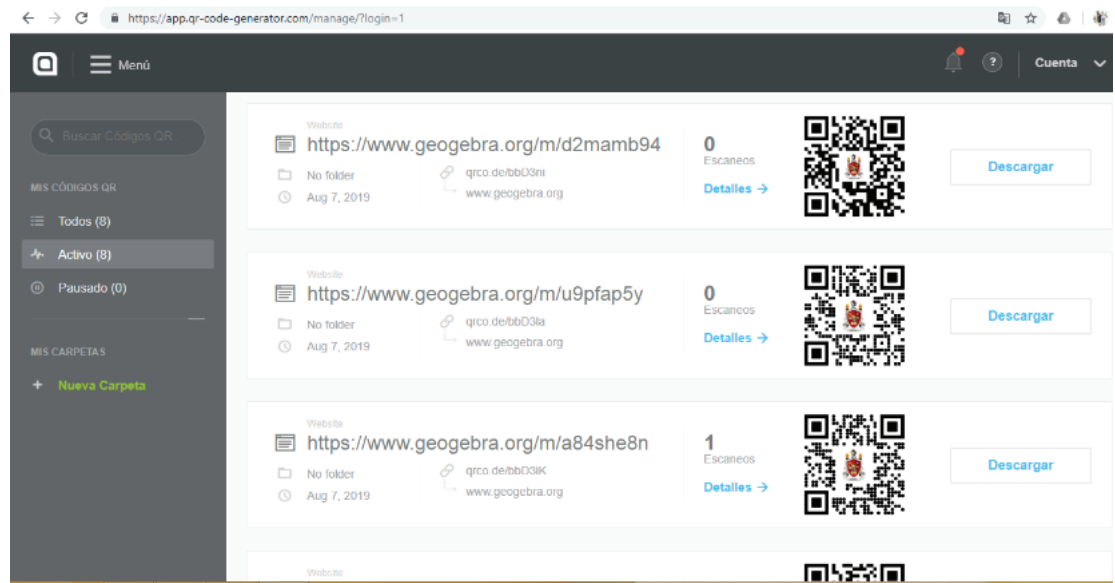 https://app.qr-code-generator.com/manage/?login=1
Menú
?
Cuenta
Buscar Códigos QR
MIS CÓDIGOS QR
Todos (8)
Activo (8)
Pausado (0)
MIS CARPETAS
+ Nueva Carpeta
Website
https://www.geogebra.org/m/d2mamb94
No folder
qrco.de/bbD3ni
Aug 7, 2019
www.geogebra.org
0
Escaneos
Detalles →
Descargar
Website
https://www.geogebra.org/m/u9pfap5y
No folder
qrco.de/bbD3la
Aug 7, 2019
www.geogebra.org
0
Escaneos
Detalles →
Descargar
Website
https://www.geogebra.org/m/a84she8n
No folder
Aug 7, 2019
www.geogebra.org
1
Escaneos
Detalles →
Descargar
Website